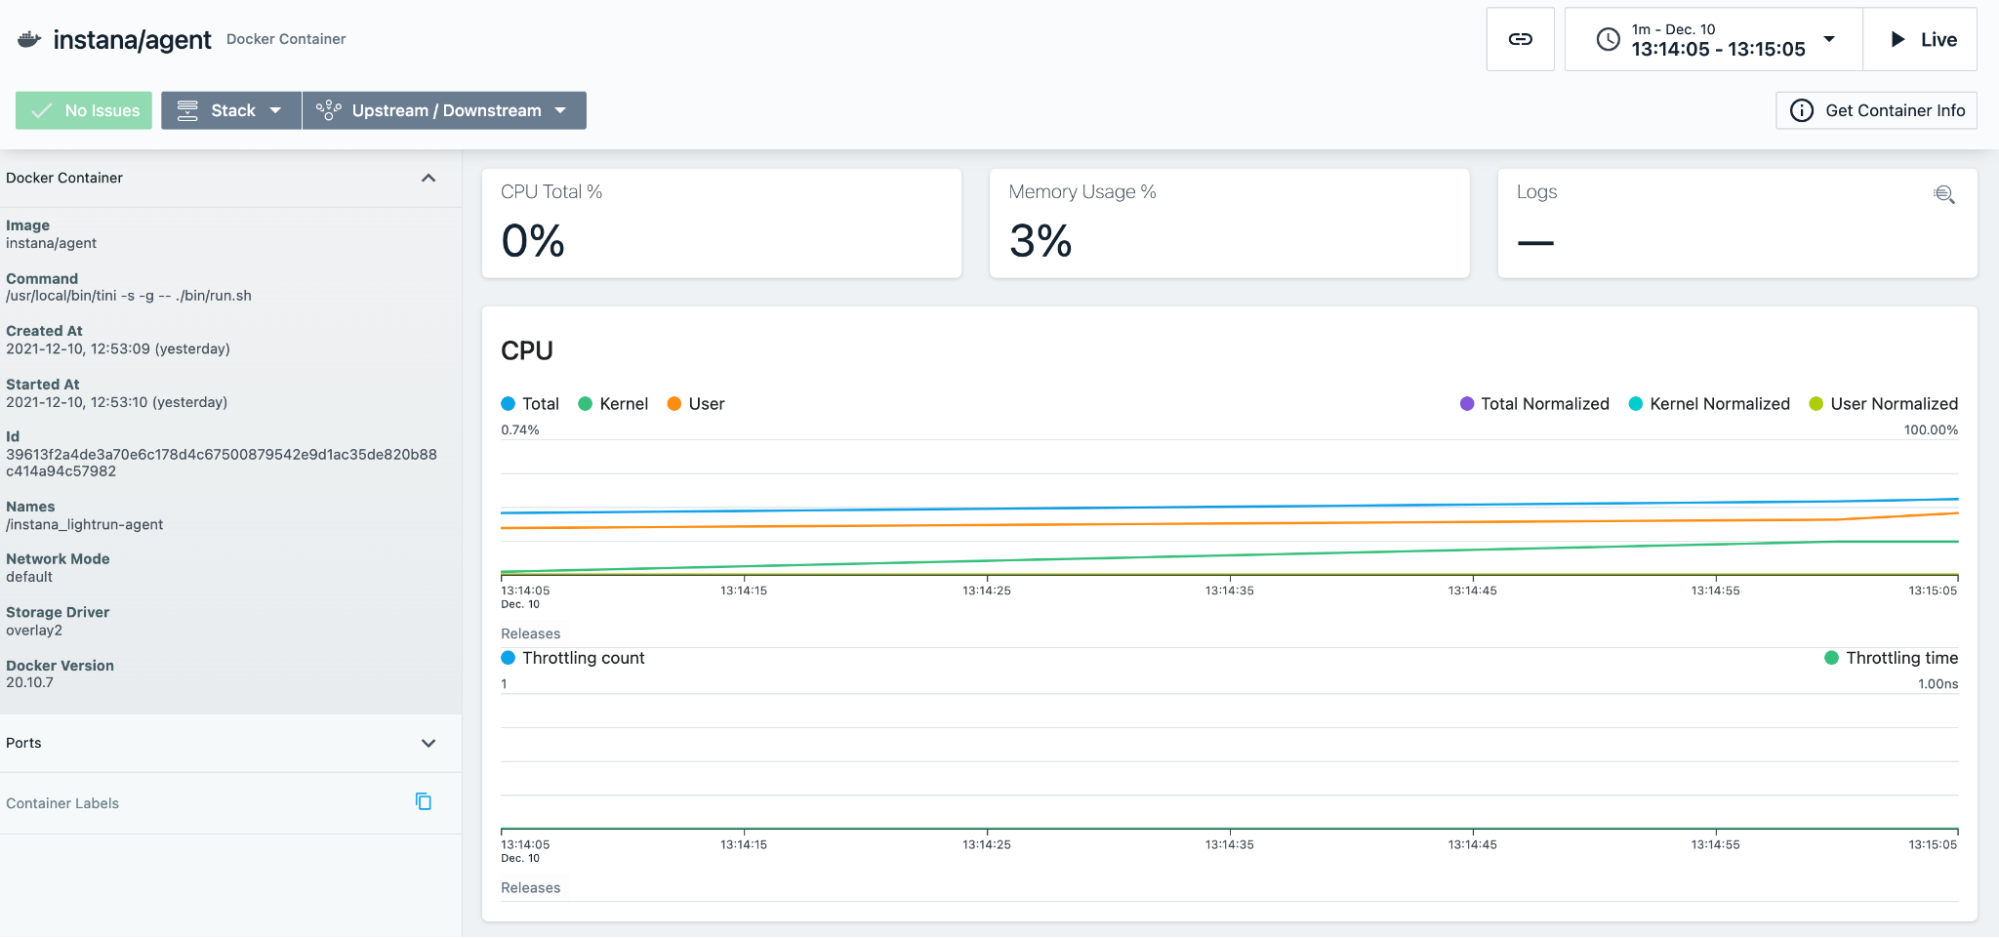 instana/agent Docker Container
1m - Dec. 10
13:14:05 - 13:15:05
Live
No Issues
Stack
Upstream / Downstream
Get Container Info
Docker Container
Image
instana/agent
Command
/usr/local/bin/tini -s -g -- ./bin/run.sh
Created At
2021-12-10, 12:53:09 (yesterday)
Started At
2021-12-10, 12:53:10 (yesterday)
Id
39613f2a4de3a70e6c178d4c67500879542e9d1ac35de820b88
c414a94c57982
Names
/instana_lightrun-agent
Network Mode
default
Storage Driver
overlay2
Docker Version
20.10.7
Ports
Container Labels
CPU Total %
0%
Memory Usage %
3%
Logs
—
CPU
Total Kernel User
Total Normalized Kernel Normalized User Normalized
0.74% 100.00%
13:14:05 13:14:15 13:14:25 13:14:35 13:14:45 13:14:55 13:15:05
Dec. 10
Releases
Throttling count Throttling time
1 1.00ns
13:14:05 13:14:15 13:14:25 13:14:35 13:14:45 13:14:55 13:15:05
Dec. 10
Releases